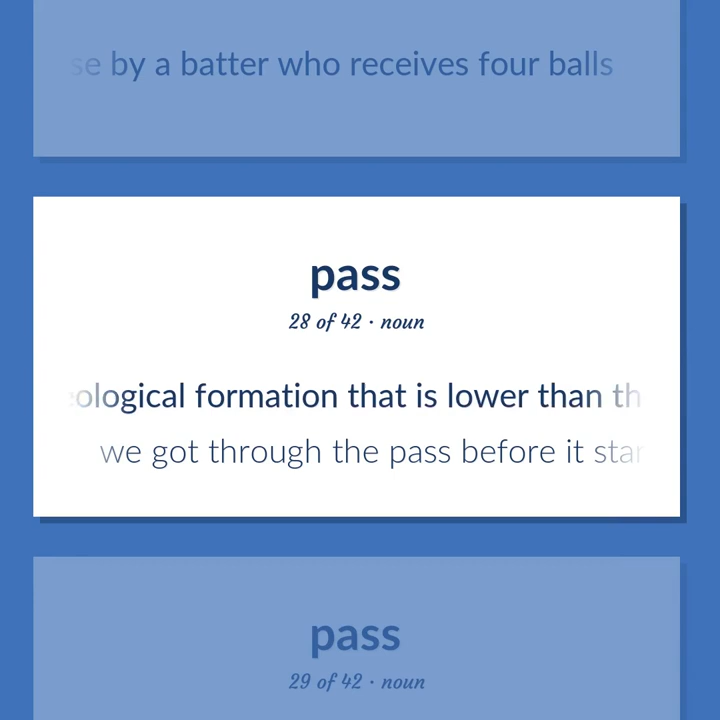 by a batter who receives four balls
pass
28 of 42 · noun
formation that is lower than
we got through the pass before it
pass
29 of 42 · noun